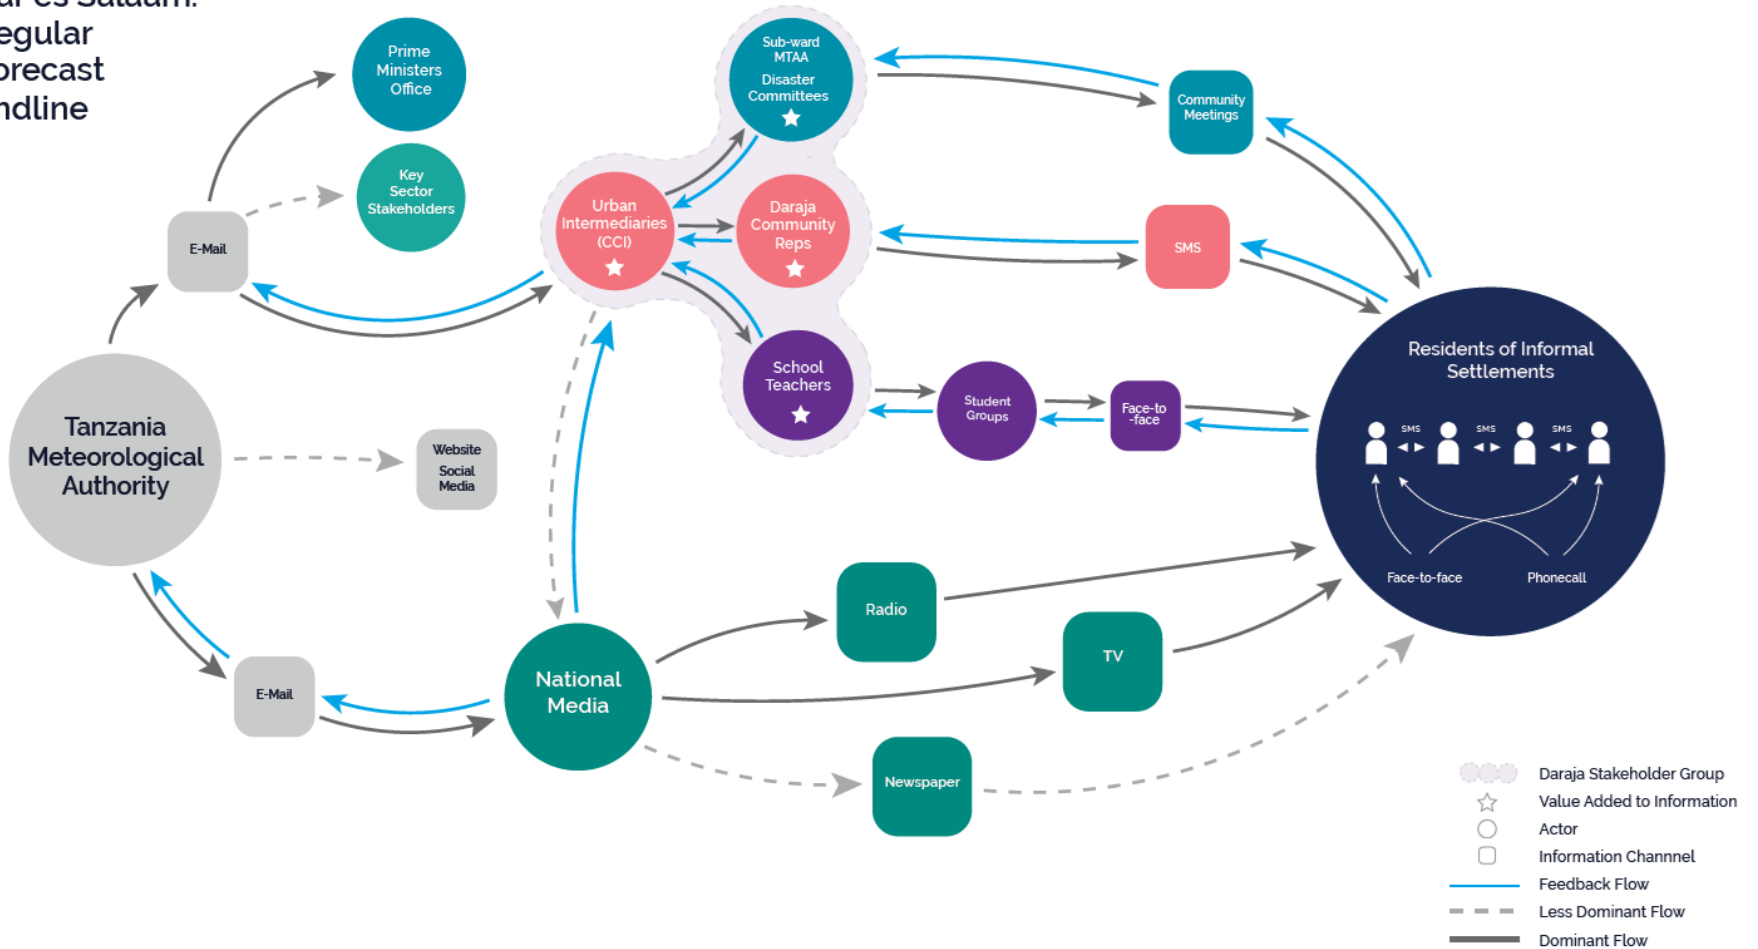 egular
orecast
ndline
Prime
Ministers
Office
Key
Sector
Stakeholders
E-Mail
Tanzania
Meteorological
Authority
Website
Social
Media
E-Mail
National
Media
Urban
Intermediaries
(CCI)
Sub-ward
MTAA
Disaster
Committees
Daraja
Community
Reps
School
Teachers
Student
Groups
Face-to
-face
Community
Meetings
SMS
Residents of Informal
Settlements
SMS SMS SMS
Face-to-face Phonecall
Radio
TV
Newspaper
Daraja Stakeholder Group
Value Added to Information
Actor
Information Channnel
Feedback Flow
Less Dominant Flow
Dominant Flow